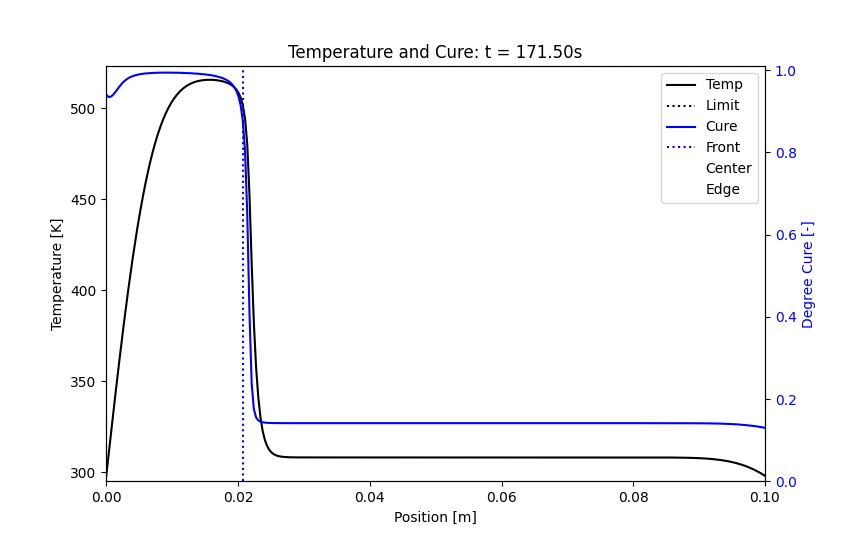 Temperature and Cure: t = 171.50s
Temp
Limit
Cure
Front
Center
Edge
Temperature [K]
500
450
400
350
300
Degree Cure [-]
1.0
0.8
0.6
0.4
0.2
0.0
0.00 0.02 0.04 0.06 0.08 0.10
Position [m]